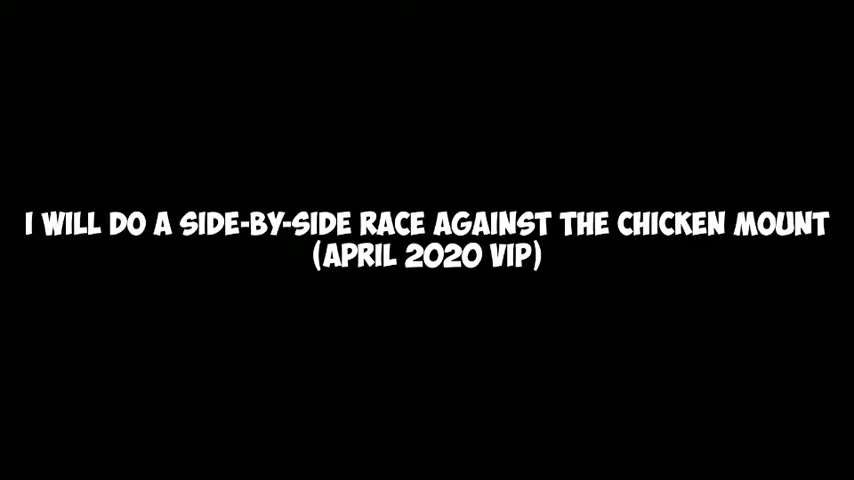 I WILL DO A SIDE-BY-SIDE RACE AGAINST THE CHICKEN MOUNT
(APRIL 2020 VIP)